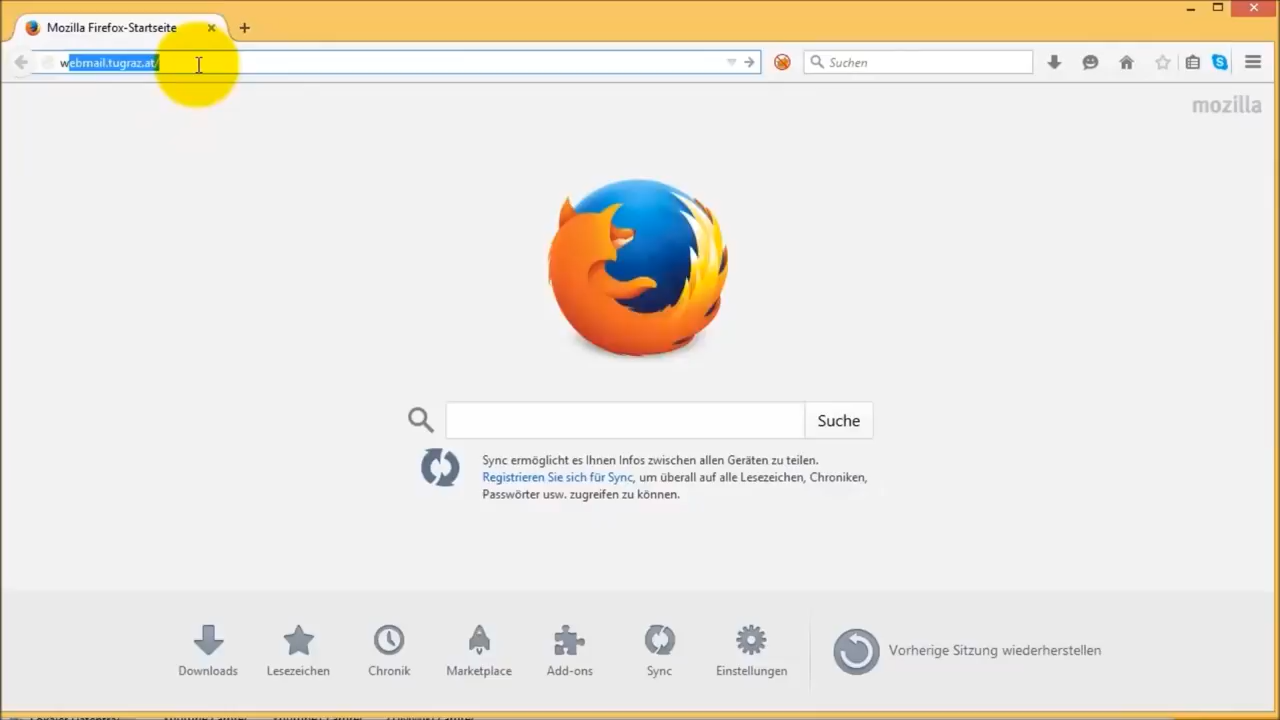 Mozilla Firefox-Startseite
webmail.tugraz.at/
Suchen
mozilla
Suche
Sync ermöglicht es Ihnen Infos zwischen allen Geräten zu teilen.
Registrieren Sie sich für Sync, um überall auf alle Lesezeichen, Chroniken,
Passwörter usw. zugreifen zu können.
Downloads
Lesezeichen
Chronik
Marketplace
Add-ons
Sync
Einstellungen
Vorherige Sitzung wiederherstellen